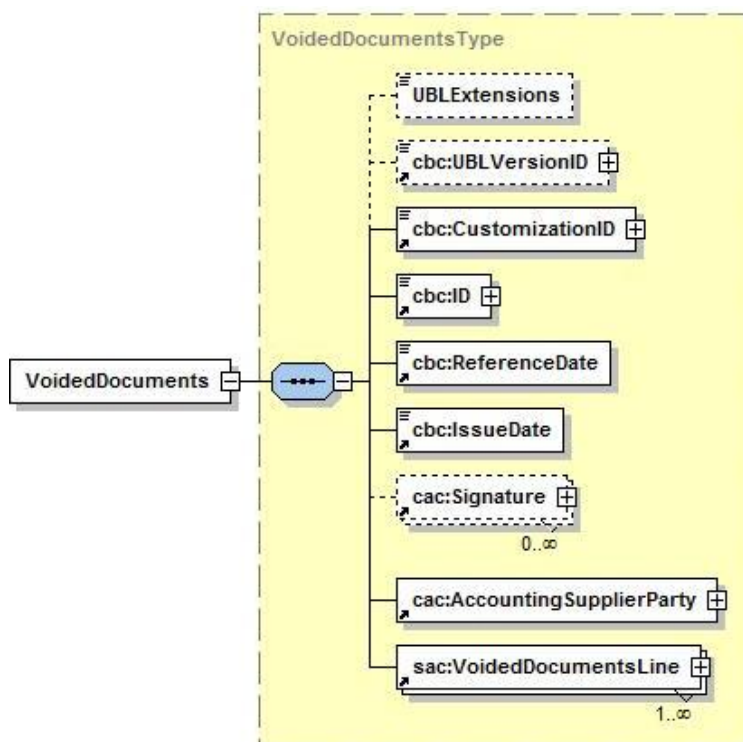 VoidedDocumentsType
UBLExtensions
cbc:UBLVersionID
cbc:CustomizationID
cbc:ID
cbc:ReferenceDate
VoidedDocuments
cbc:IssueDate
cac:Signature
0..∞
cac:AccountingSupplierParty
sac:VoidedDocumentsLine
1..∞